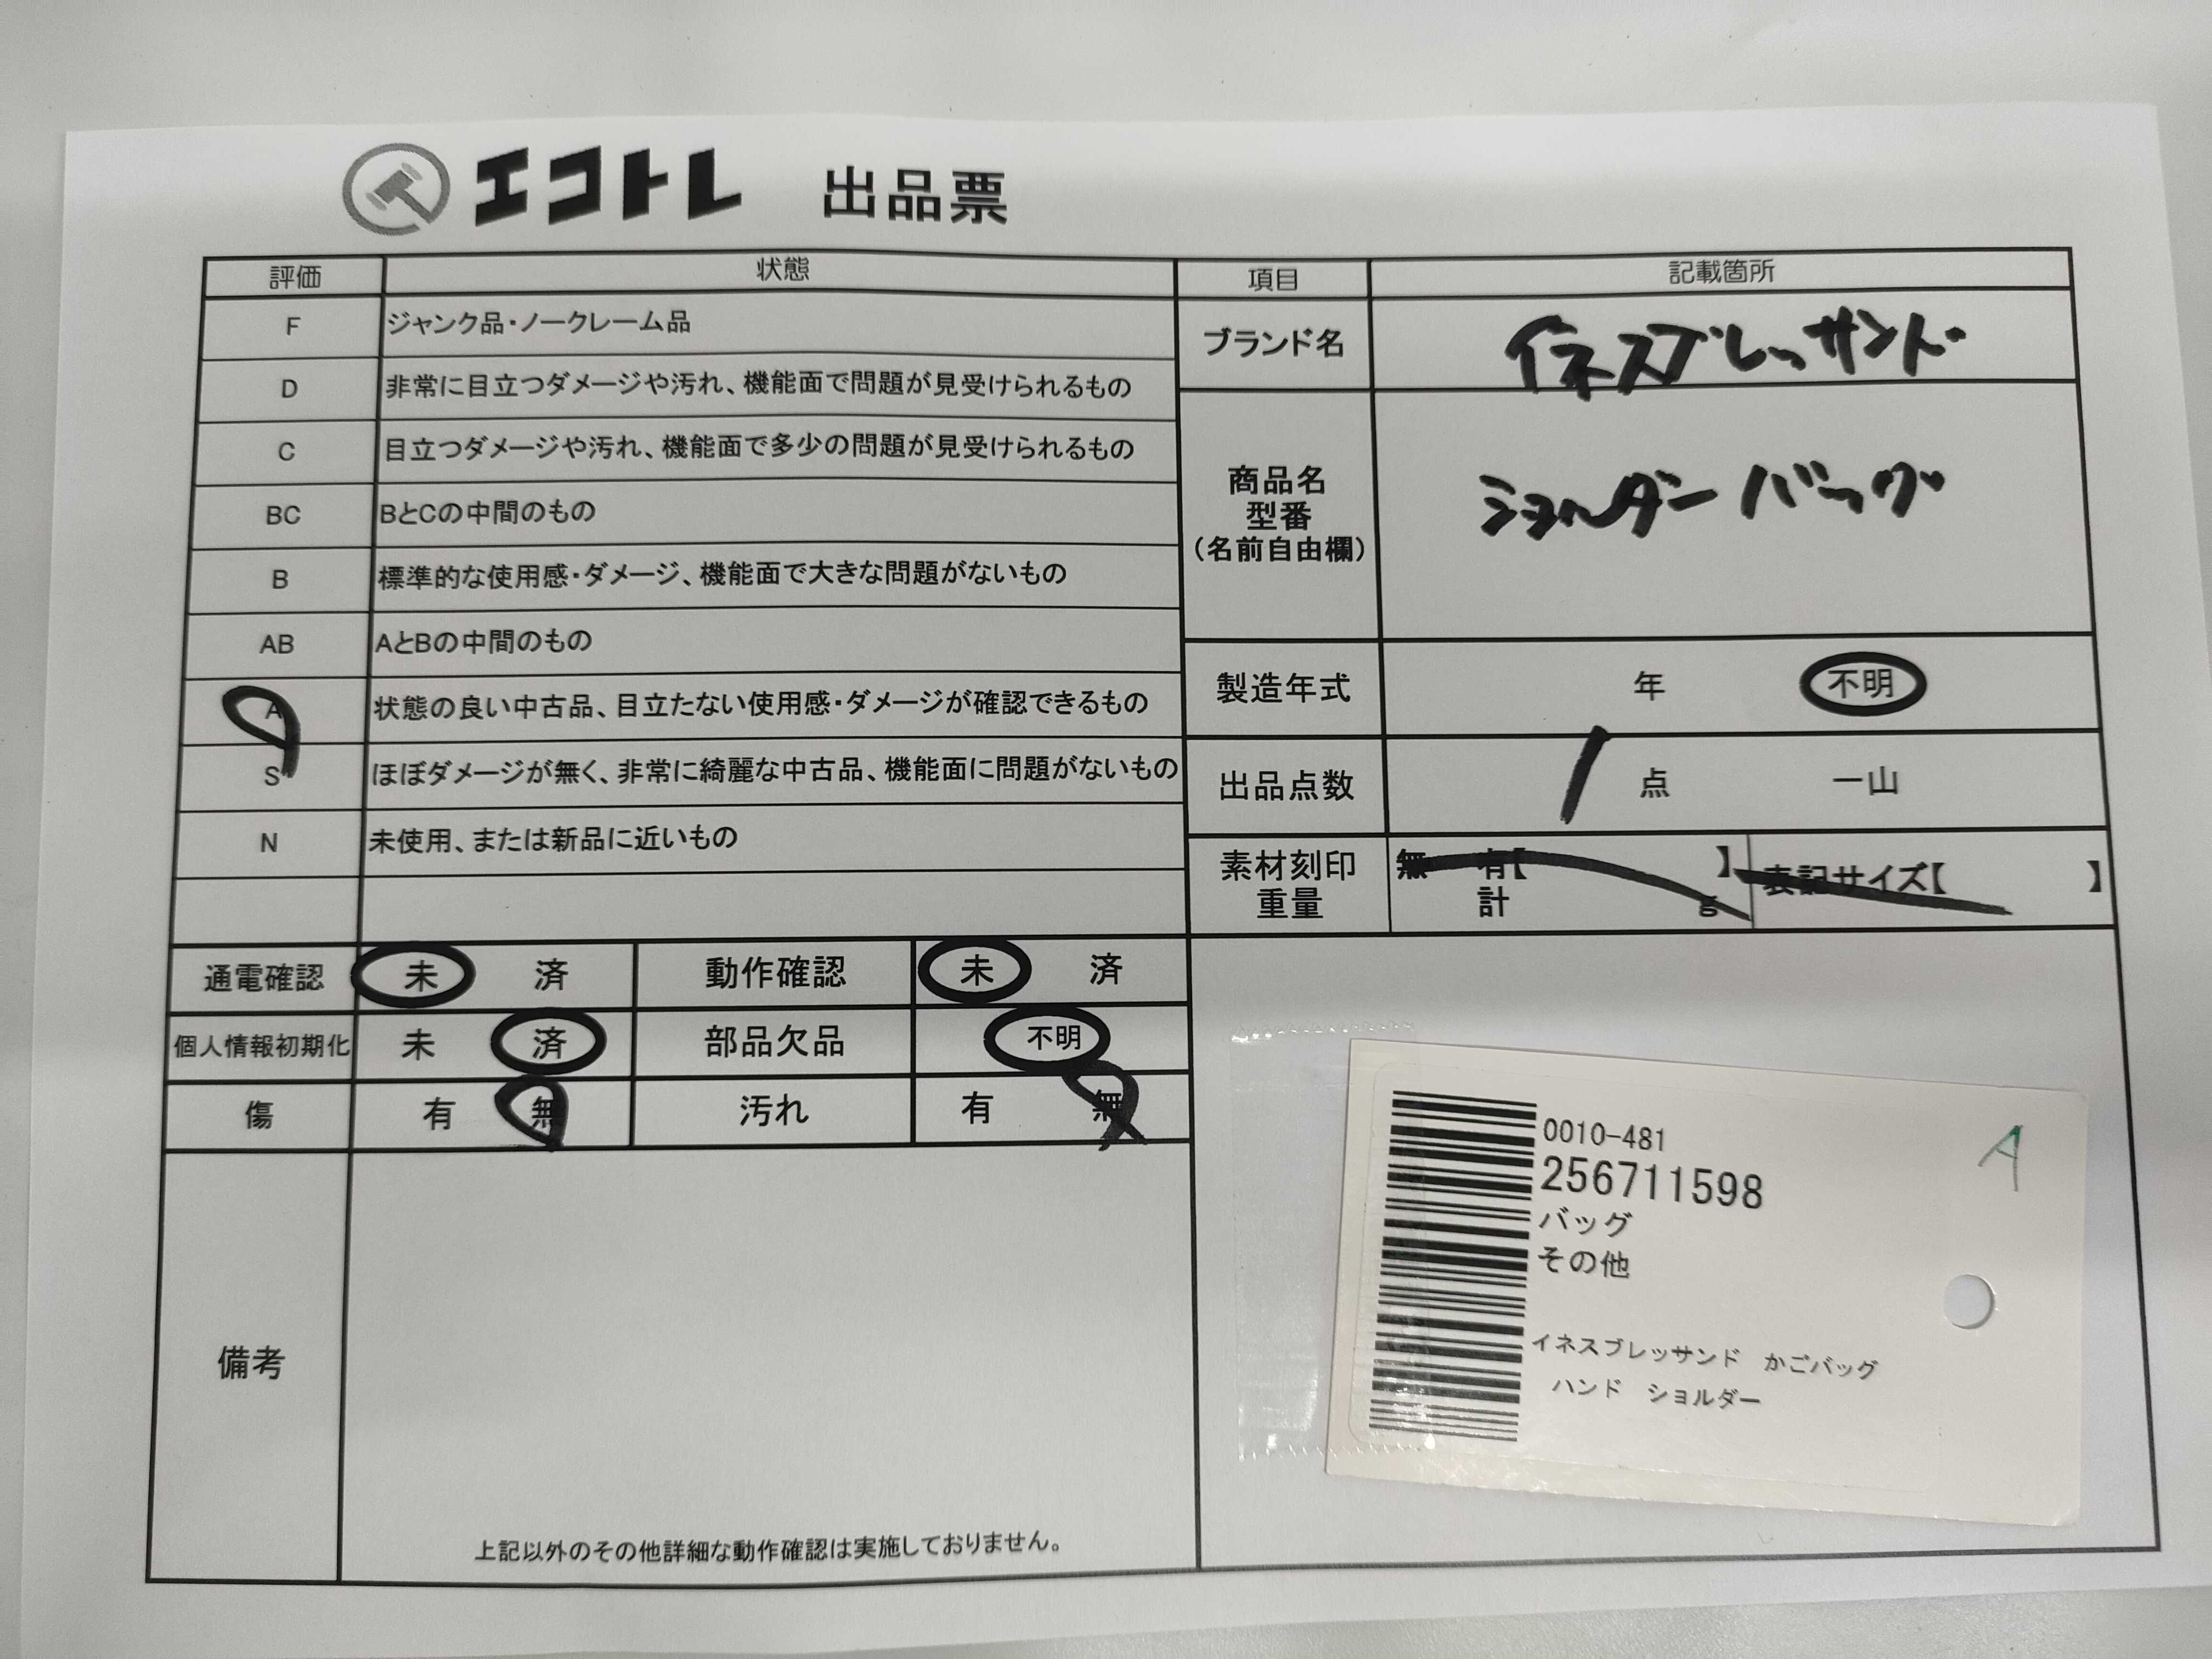 エコトレ 出品票
評価 状態
F ジャンク品・ノークレーム品
D 非常に目立つダメージや汚れ、機能面で問題が見受けられるもの
C 目立つダメージや汚れ、機能面で多少の問題が見受けられるもの
BC BとCの中間のもの
B 標準的な使用感・ダメージ、機能面で大きな問題がないもの
AB AとBの中間のもの
A 状態の良い中古品、目立たない使用感・ダメージが確認できるもの
S ほぼダメージが無く、非常に綺麗な中古品、機能面に問題がないもの
N 未使用、または新品に近いもの
項目 記載箇所
ブランド名 イネスブレッサンド
商品名
型番
（名前自由欄）
ショルダーバッグ
製造年式 年 不明
出品点数 1 点 一山
素材刻印 無 有【 】 表記サイズ【 】
重量 計 g
通電確認 未 済 動作確認 未 済
個人情報初期化 未 済 部品欠品 不明
傷 有 無 汚れ 有 無
備考
上記以外のその他詳細な動作確認は実施しておりません。
0010-481
256711598
バッグ
その他
イネスブレッサンド かごバッグ
ハンド ショルダー
A